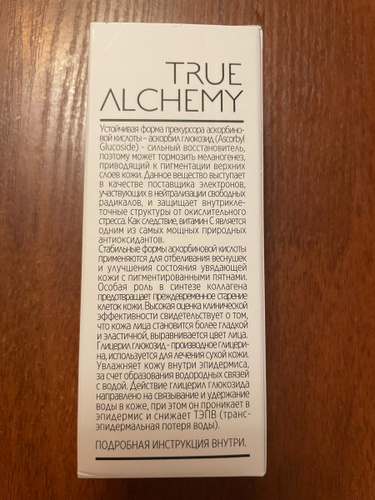 TRUE
ALCHEMY
Устойчивая форма прекурсора аскорбино-
вой кислоты – аскорбил глюкозид (Ascorbyl
Glucoside) - сильный восстановитель,
поэтому может тормозить меланогенез,
приводящий к пигментации верхних
слоев кожи. Данное вещество выступает
в качестве поставщика электронов,
участвующих в нейтрализации свободных
радикалов, и защищает внутрикле-
точные структуры от окислительного
стресса. Как следствие, витамин С является
одним из самых мощных природных
антиоксидантов.
Стабильные формы аскорбиновой кислоты
применяются для отбеливания веснушек
и улучшения состояния увядающей
кожи с пигментированными пятнами.
Особая роль в синтезе коллагена
предотвращает преждевременное старение
клеток кожи. Высокая оценка клинической
эффективности свидетельствует о том,
что кожа лица становится более гладкой
и эластичной, выравнивается цвет лица.
Глицерил глюкозид - производное глицери-
на, используется для лечения сухой кожи.
Увлажняет кожу внутри эпидермиса,
за счет образования водородных связей
с водой. Действие глицерил глюкозида
направлено на связывание и удержание
воды в коже, при этом он проникает в
эпидермис и снижает ТЭПВ (транс-
эпидермальная потеря воды).
ПОДРОБНАЯ ИНСТРУКЦИЯ ВНУТРИ.